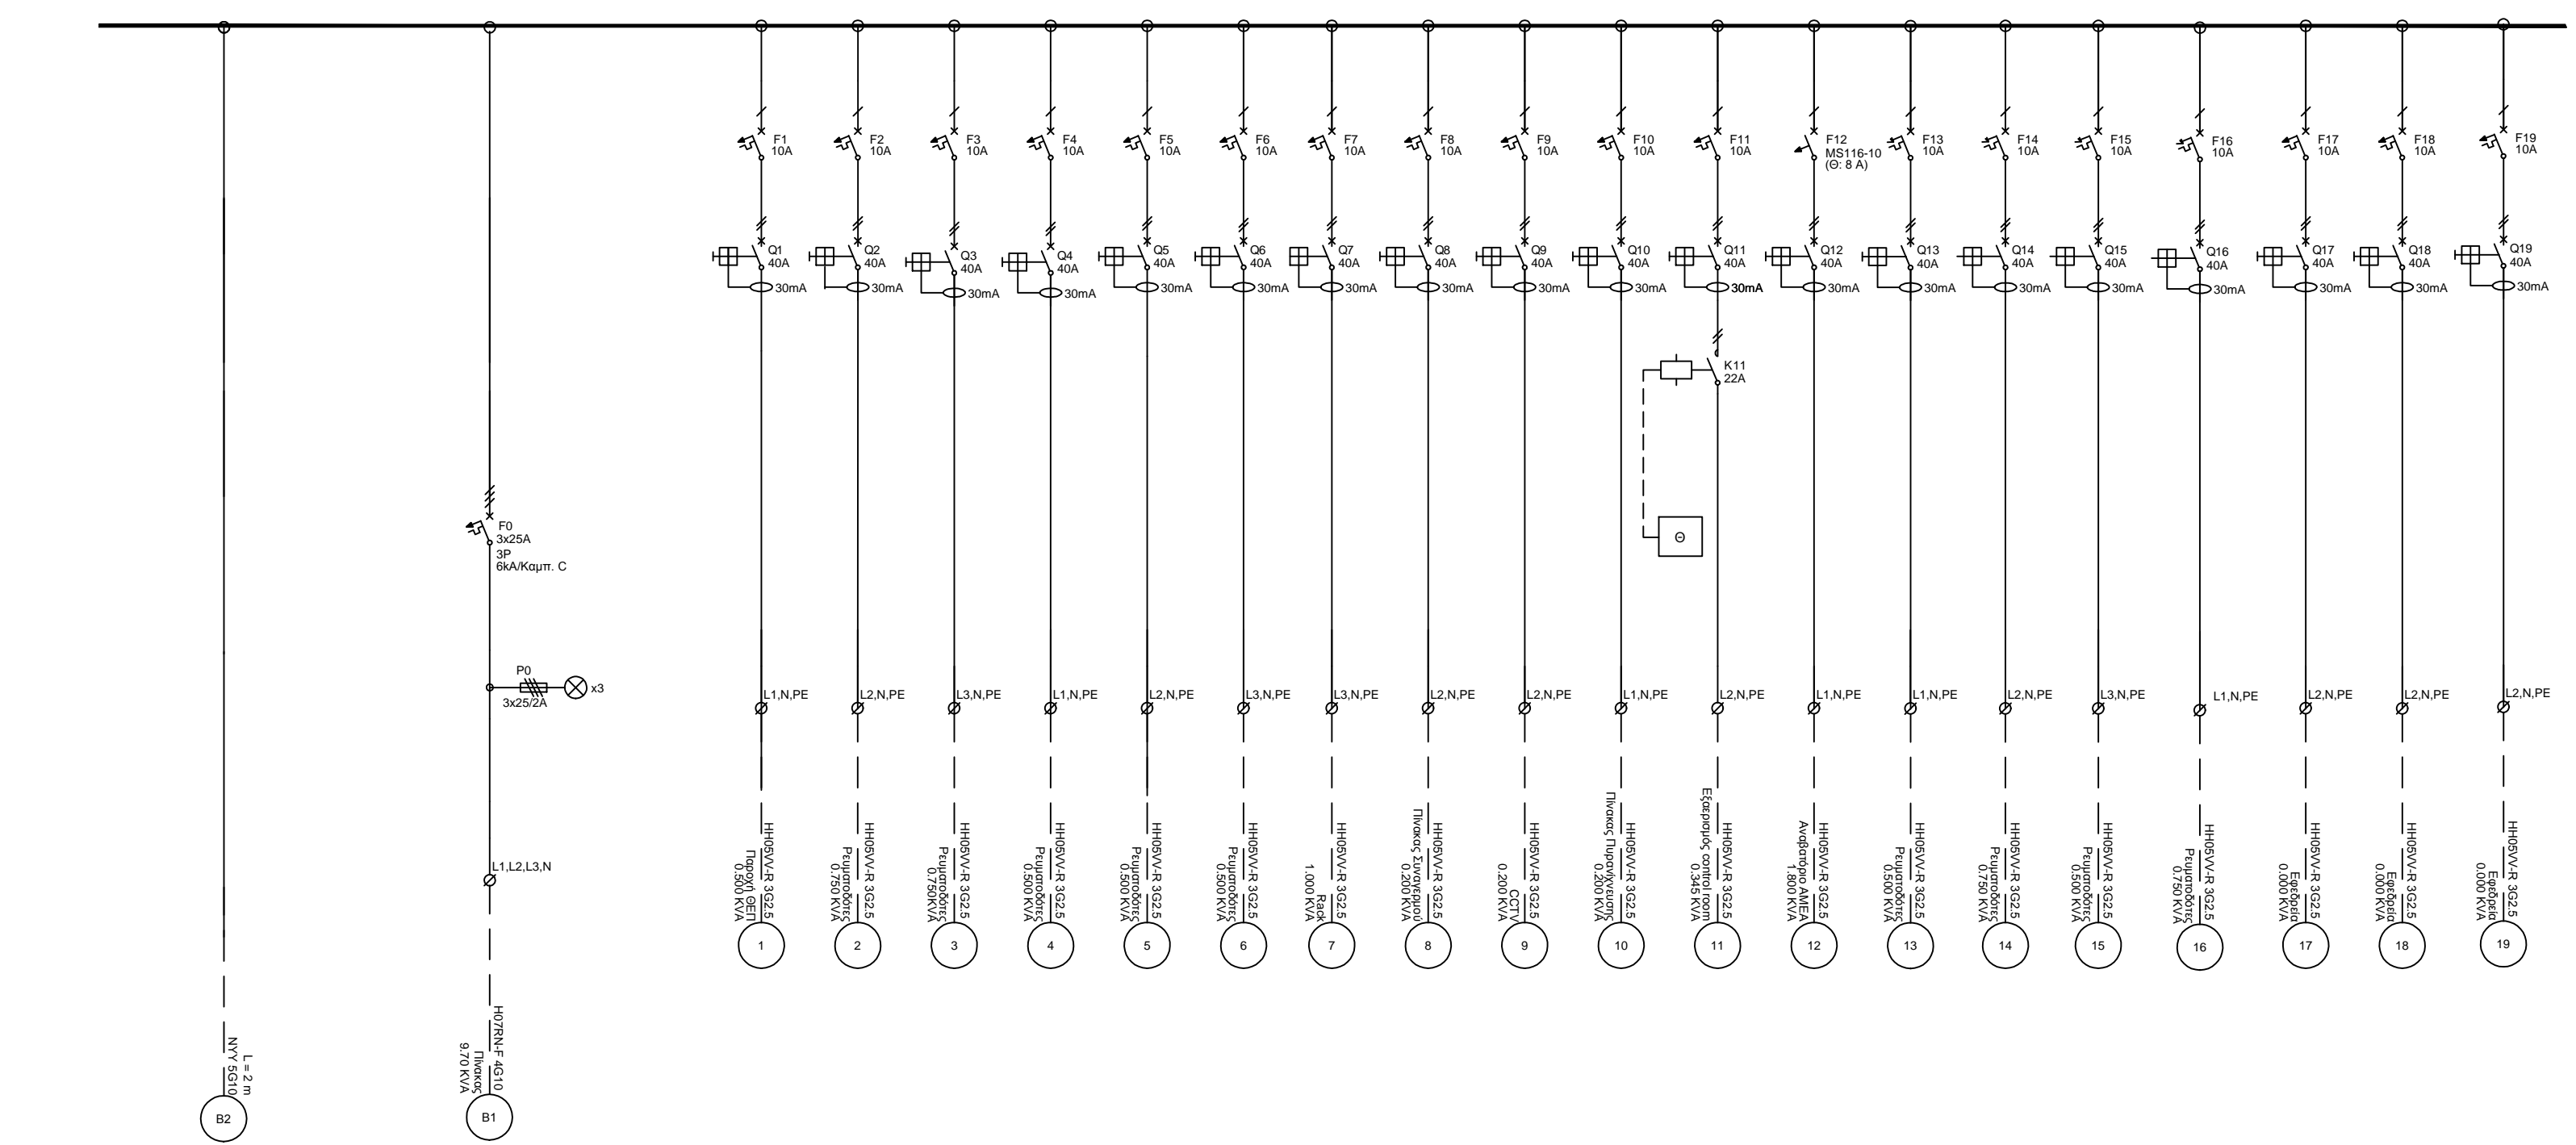 F1
10A
F2
10A
F3
10A
F4
10A
F5
10A
F6
10A
F7
10A
F8
10A
F9
10A
F10
10A
F11
10A
F12
MS116-10
(Θ: 8 A)
F13
10A
F14
10A
F15
10A
F16
10A
F17
10A
F18
10A
F19
10A
Q1
40A
30mA
Q2
40A
30mA
Q3
40A
30mA
Q4
40A
30mA
Q5
40A
30mA
Q6
40A
30mA
Q7
40A
30mA
Q8
40A
30mA
Q9
40A
30mA
Q10
40A
30mA
Q11
40A
30mA
Q12
40A
30mA
Q13
40A
30mA
Q14
40A
30mA
Q15
40A
30mA
Q16
40A
30mA
Q17
40A
30mA
Q18
40A
30mA
Q19
40A
30mA
K11
22A
Θ
F0
3x25A
3P
6kA/Καμπ. C
P0
3x25/2A
x3
L1,N,PE
L2,N,PE
L3,N,PE
L1,N,PE
L2,N,PE
L3,N,PE
L3,N,PE
L2,N,PE
L2,N,PE
L1,N,PE
L2,N,PE
L1,N,PE
L1,N,PE
L2,N,PE
L3,N,PE
L1,N,PE
L2,N,PE
L2,N,PE
L2,N,PE
L1,L2,L3,N
HH05VV-R 3G2.5
Παροχή ΘΕΠ
0.500 KVA
1
HH05VV-R 3G2.5
Ρευματοδότες
0.750 KVA
2
HH05VV-R 3G2.5
Ρευματοδότες
0.750KVA
3
HH05VV-R 3G2.5
Ρευματοδότες
0.500 KVA
4
HH05VV-R 3G2.5
Ρευματοδότες
0.500 KVA
5
HH05VV-R 3G2.5
Ρευματοδότες
0.500 KVA
6
HH05VV-R 3G2.5
Rack
1.000 KVA
7
HH05VV-R 3G2.5
Πίνακας Συναγερμού
0.200 KVA
8
HH05VV-R 3G2.5
CCTV
0.200 KVA
9
HH05VV-R 3G2.5
Πίνακας Πυρανίχνευσης
0.200 KVA
10
HH05VV-R 3G2.5
Εξαερισμός control room
0.345 KVA
11
HH05VV-R 3G2.5
Αναβατόριο ΑΜΕΑ
1.800 KVA
12
HH05VV-R 3G2.5
Ρευματοδότες
0.500 KVA
13
HH05VV-R 3G2.5
Ρευματοδότες
0.750 KVA
14
HH05VV-R 3G2.5
Ρευματοδότες
0.500 KVA
15
HH05VV-R 3G2.5
Ρευματοδότες
0.750 KVA
16
HH05VV-R 3G2.5
Εφεδρεία
0.000 KVA
17
HH05VV-R 3G2.5
Εφεδρεία
0.000 KVA
18
HH05VV-R 3G2.5
Εφεδρεία
0.000 KVA
19
L = 2 m
NYY 5G10
B2
H07RN-F 4G10
Πίνακας
9.70 KVA
B1